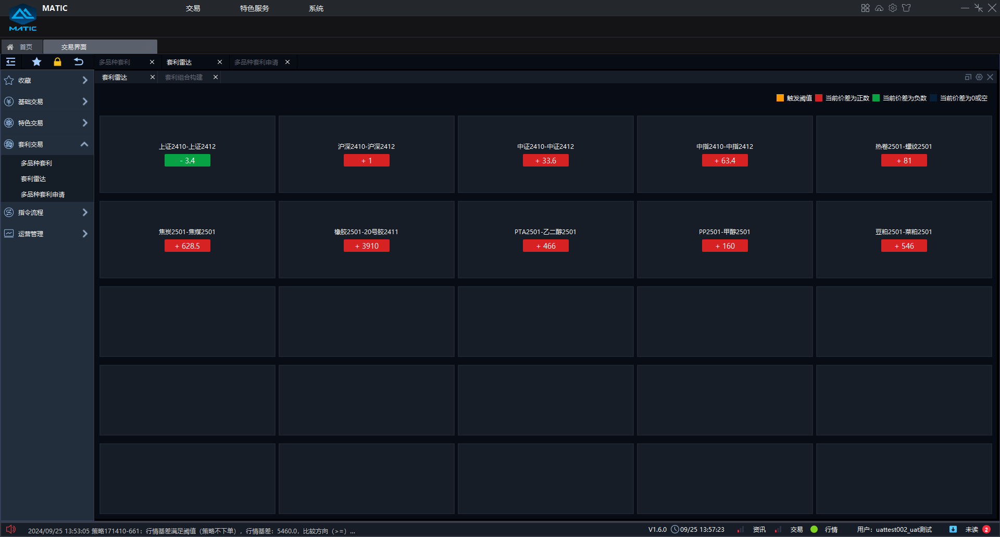 MATIC 交易 特色服务 系统
MATIC
首页 交易界面
多品种套利 套利雷达 多品种套利申请
收藏
基础交易
特色交易
套利交易
多品种套利
套利雷达
多品种套利申请
指令流程
运营管理
套利雷达 套利组合构建
触发阈值 当前价差为正数 当前价差为负数 当前价差为0或空
上证2410-上证2412 沪深2410-沪深2412 中证2410-中证2412 中指2410-中指2412 热卷2501-螺纹2501
- 3.4 + 1 + 33.6 + 63.4 + 81
焦炭2501-焦煤2501 橡胶2501-20号胶2411 PTA2501-乙二醇2501 PP2501-甲醇2501 豆粕2501-菜粕2501
+ 628.5 + 3910 + 466 + 160 + 546
2024/09/25 13:53:05 策略171410-661：行情基差满足阈值（策略不下单），行情基差：5460.0，比较方向（>=）... V1.6.0 09/25 13:57:23 资讯 交易 行情 用户：uattest002_uat测试 未读 2